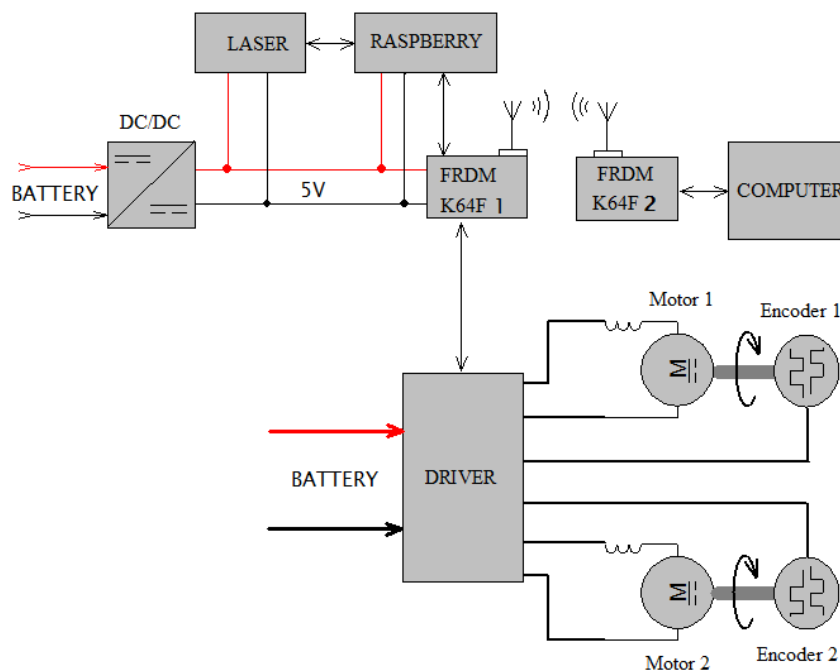 LASER
RASPBERRY
DC/DC
BATTERY
5V
FRDM
K64F 1
FRDM
K64F 2
COMPUTER
Motor 1
Encoder 1
M
BATTERY
DRIVER
M
Motor 2
Encoder 2